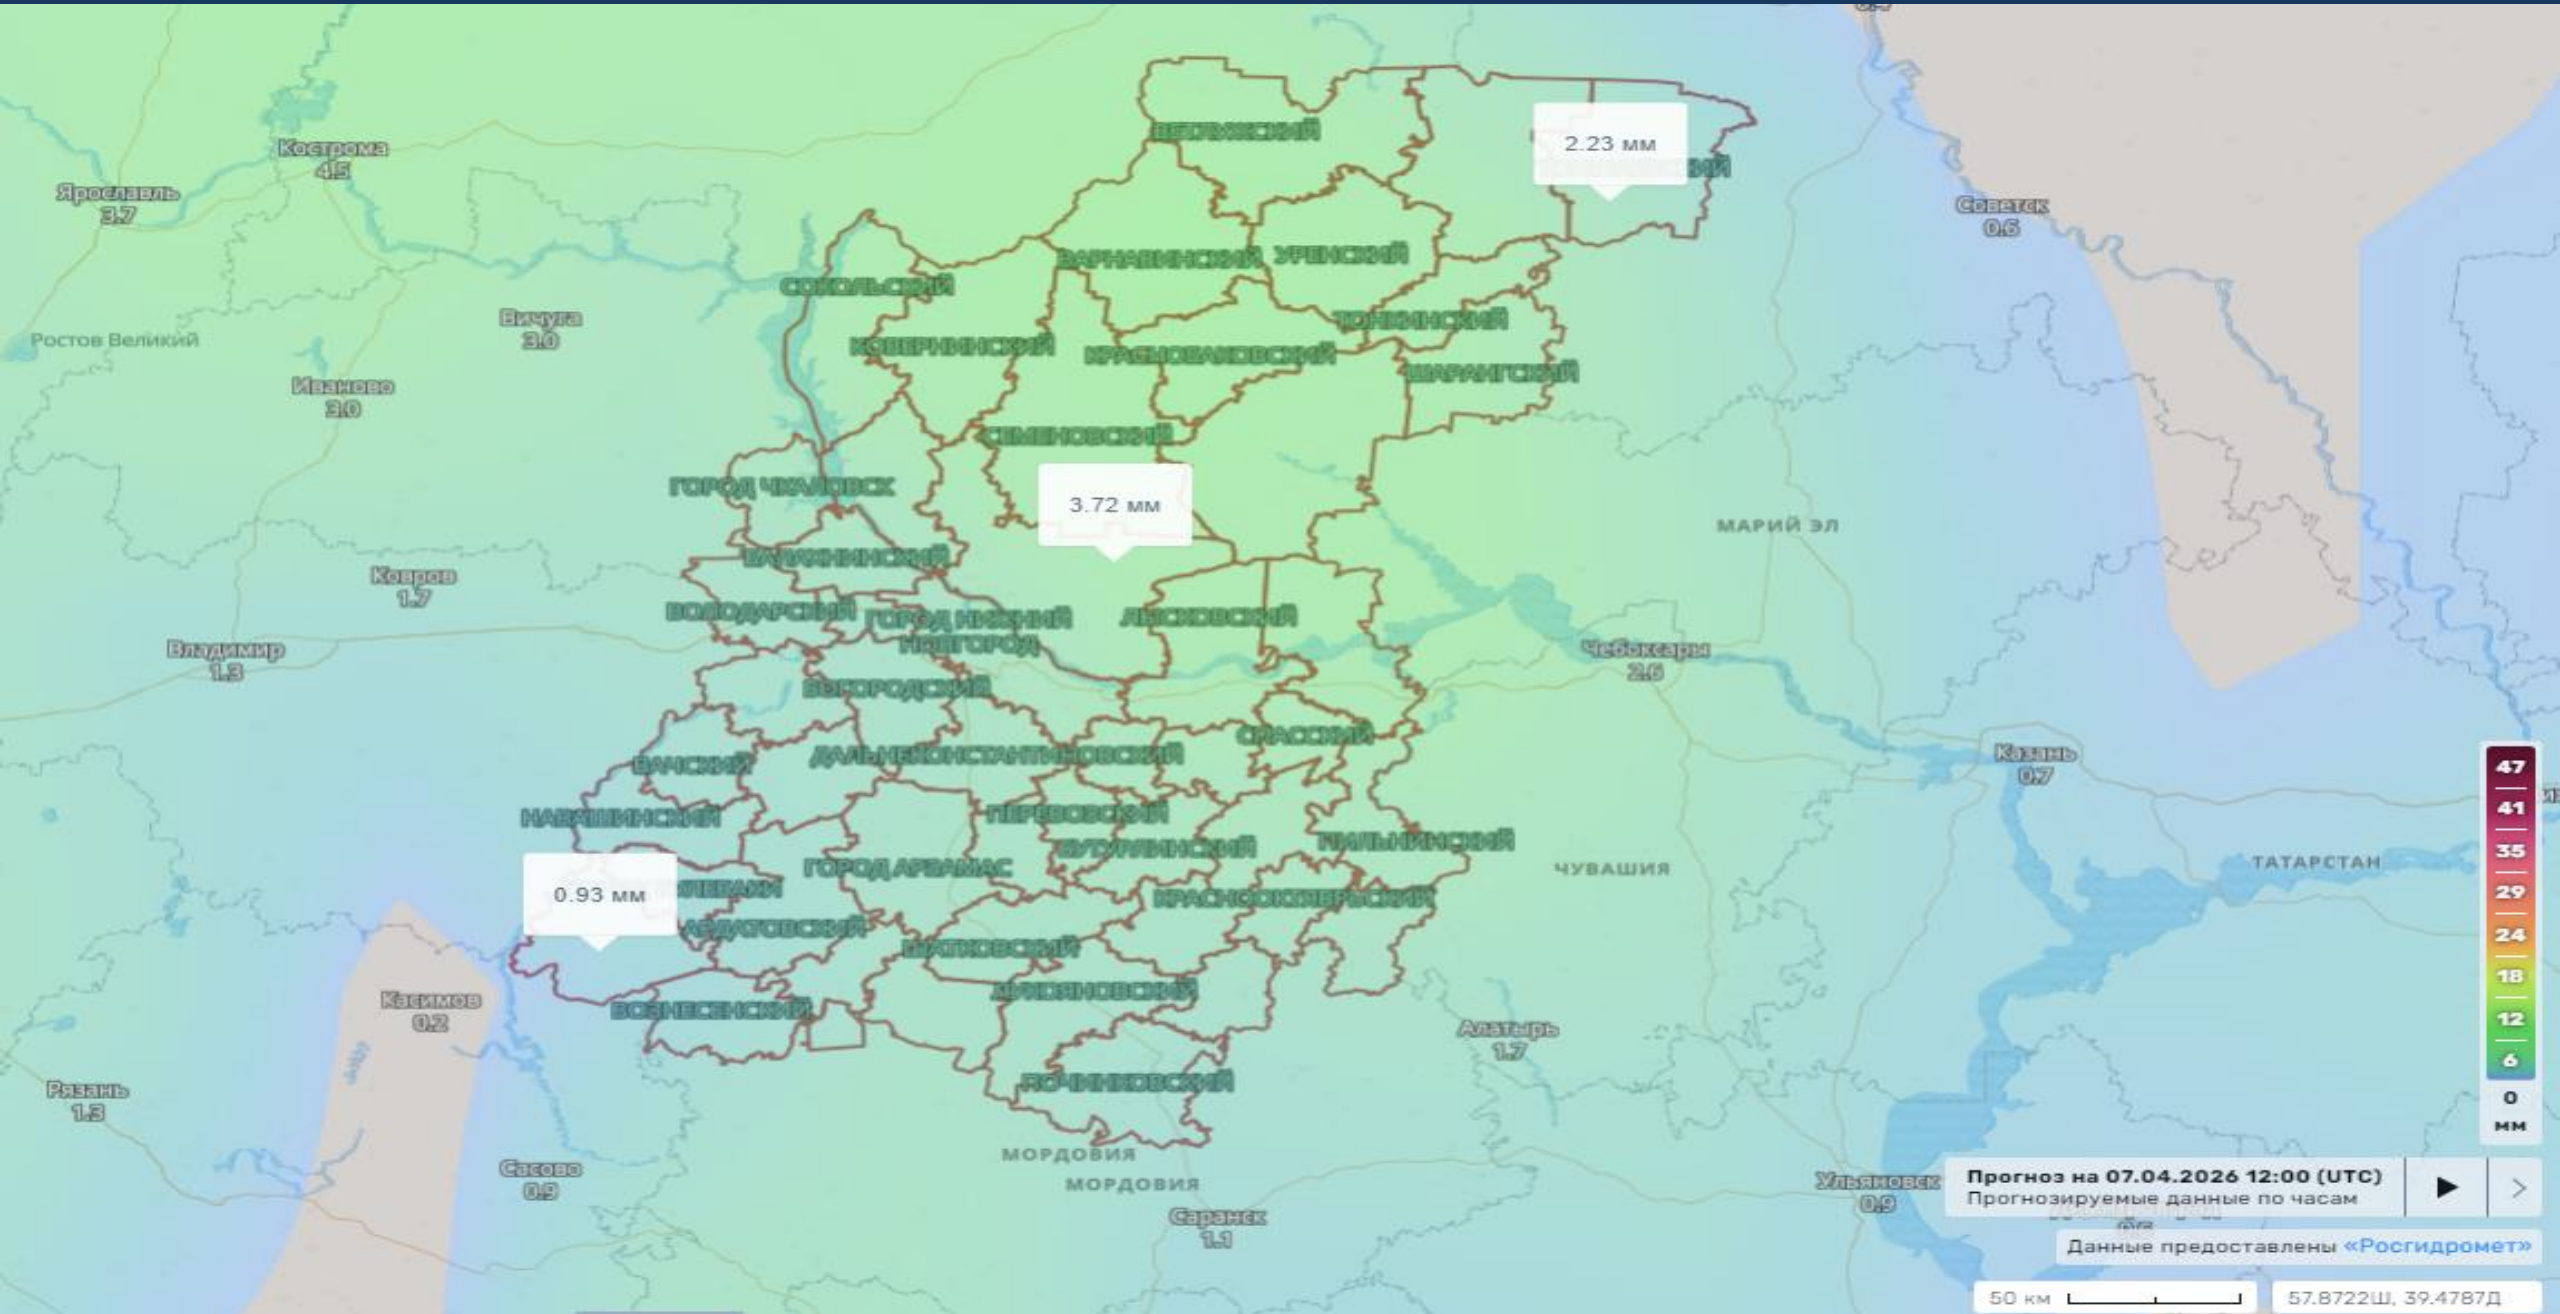 ВЕТЛУЖСКИЙ
2.23 мм
Кострома
4.5
Ярославль
3.7
Советск
0.6
ВАРНАВИНСКИЙ
УРЕНСКИЙ
СОКОЛЬСКИЙ
Вичуга
3.0
ТОНКИНСКИЙ
Ростов Великий
КОВЕРНИНСКИЙ
КРАСНОБАКОВСКИЙ
ШАРАНГСКИЙ
Иваново
3.0
СЕМЕНОВСКИЙ
ГОРОД ЧКАЛОВСК
3.72 мм
МАРИЙ ЭЛ
БАЛАХНИНСКИЙ
Ковров
1.7
ВОЛОДАРСКИЙ
ГОРОД НИЖНИЙ
НОВГОРОД
ЛЫСКОВСКИЙ
Владимир
1.3
Чебоксары
2.6
БОГОРОДСКИЙ
СПАССКИЙ
ДАЛЬНЕКОНСТАНТИНОВСКИЙ
ВАЧСКИЙ
Казань
0.7
НАВАШИНСКИЙ
ПЕРЕВОЗСКИЙ
БУТУРЛИНСКИЙ
ПИЛЬНИНСКИЙ
ГОРОД АРЗАМАС
ЧУВАШИЯ
ТАТАРСТАН
0.93 мм
КРАСНООКТЯБРЬСКИЙ
АРДАТОВСКИЙ
ШАТКОВСКИЙ
Касимов
0.2
ЛУКОЯНОВСКИЙ
ВОЗНЕСЕНСКИЙ
Алатырь
1.7
ПОЧИНКОВСКИЙ
Рязань
1.3
МОРДОВИЯ
МОРДОВИЯ
Сасово
0.9
Саранск
1.1
Ульяновск
0.9
47
41
35
29
24
18
12
6
0
мм
Прогноз на 07.04.2026 12:00 (UTC)
Прогнозируемые данные по часам
Данные предоставлены «Росгидромет»
50 км
57.8722Ш, 39.4787Д